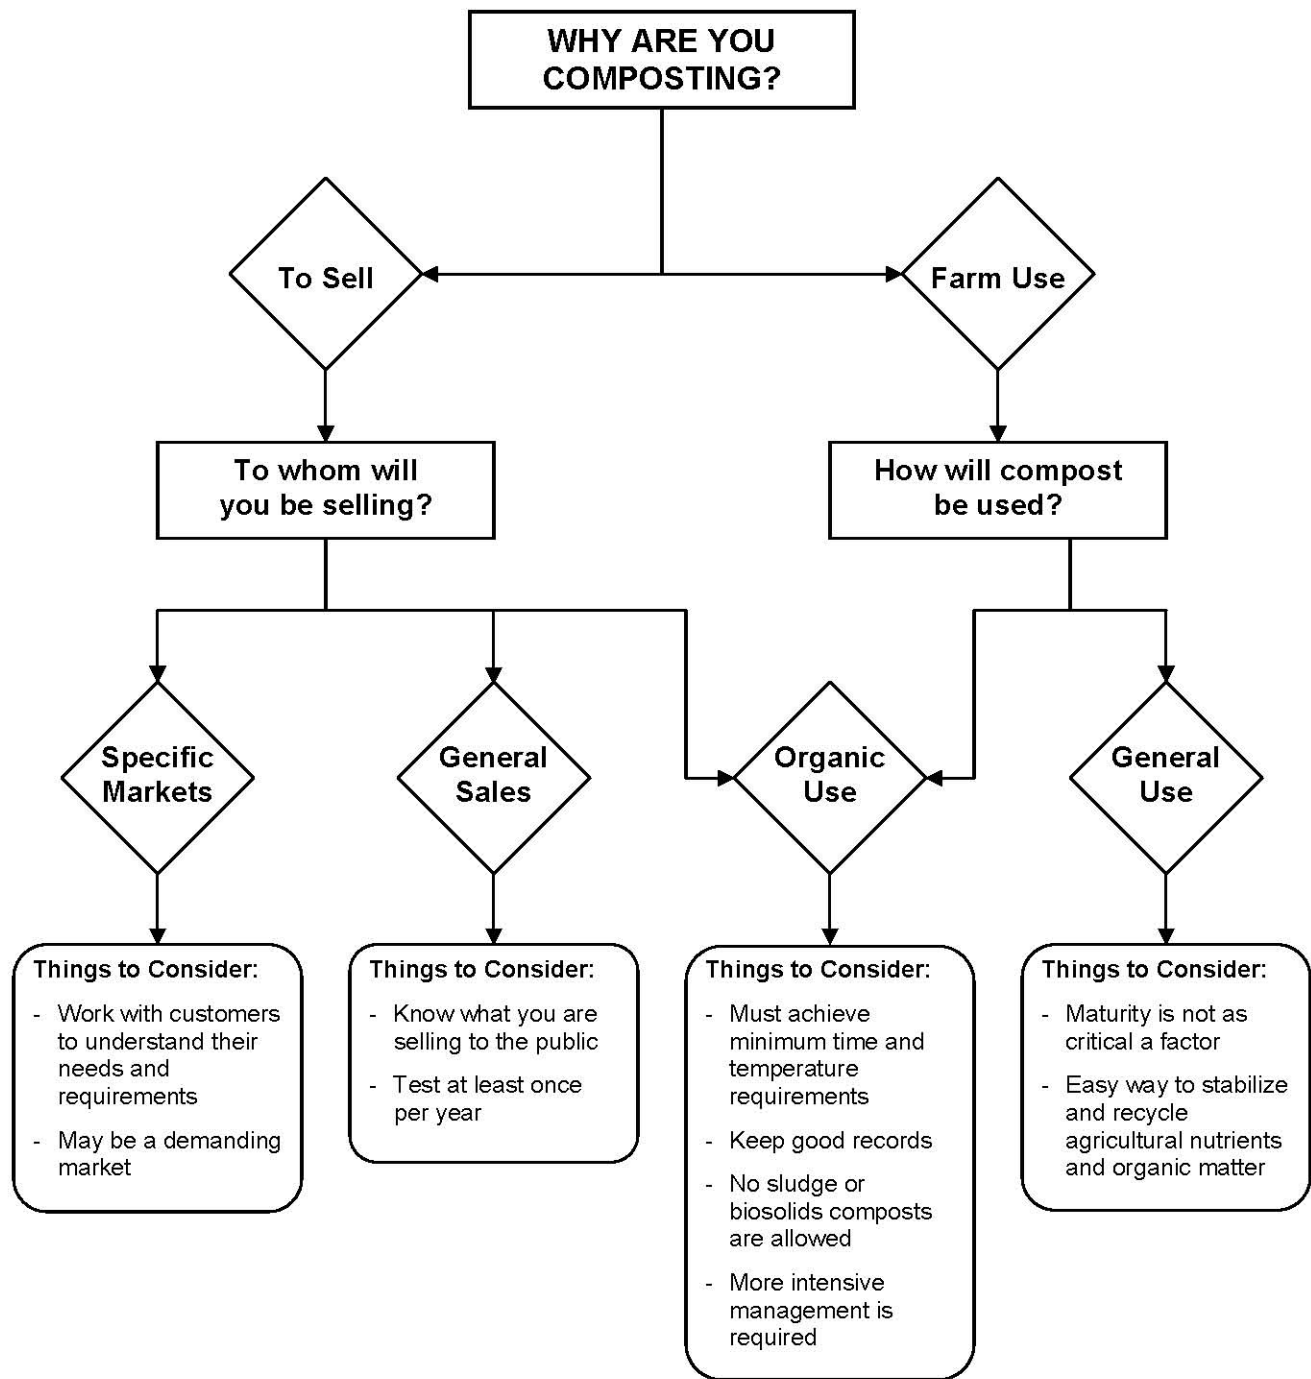 WHY ARE YOU
COMPOSTING?
To Sell
Farm Use
To whom will
you be selling?
How will compost
be used?
Specific
Markets
General
Sales
Organic
Use
General
Use
Things to Consider:
- Work with customers
to understand their
needs and
requirements
- May be a demanding
market
Things to Consider:
- Know what you are
selling to the public
- Test at least once
per year
Things to Consider:
- Must achieve
minimum time and
temperature
requirements
- Keep good records
- No sludge or
biosolids composts
are allowed
- More intensive
management is
required
Things to Consider:
- Maturity is not as
critical a factor
- Easy way to stabilize
and recycle
agricultural nutrients
and organic matter